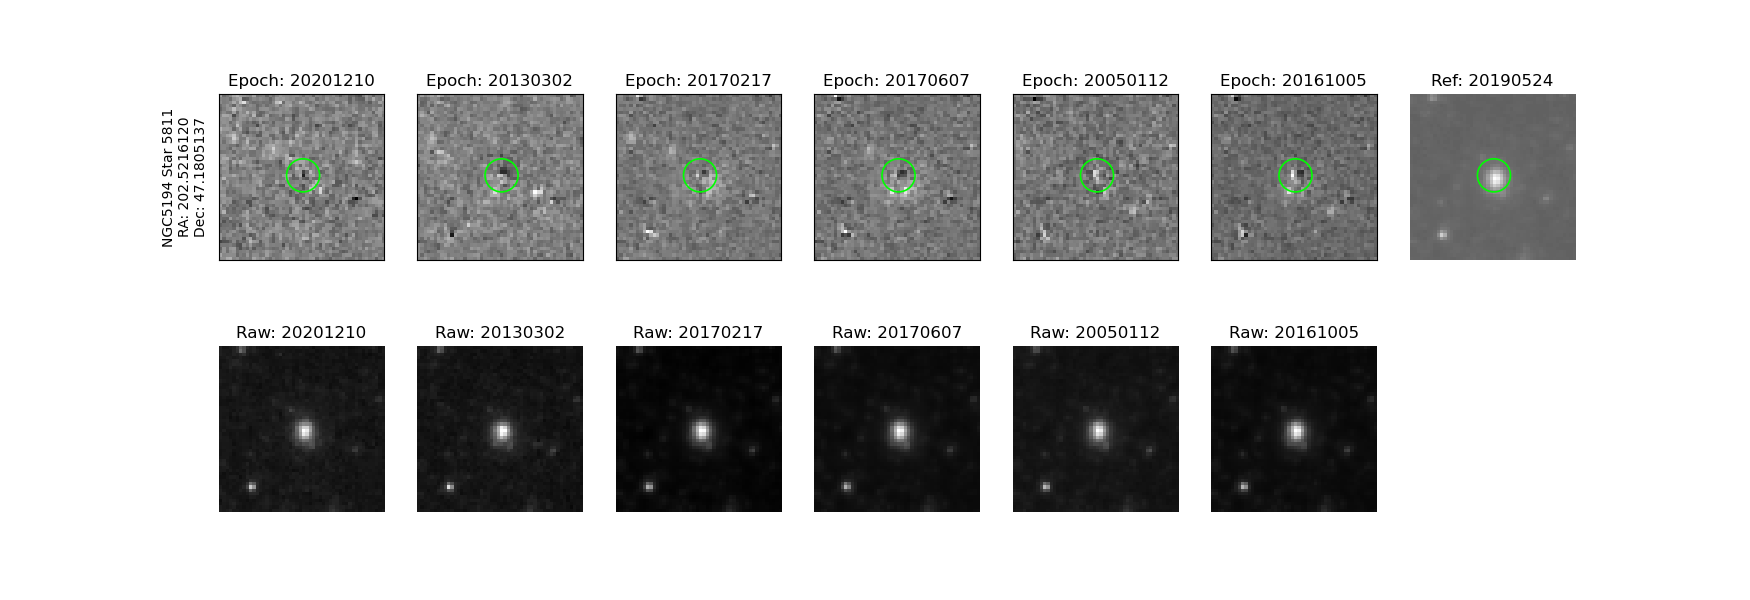 Epoch: 20201210
Epoch: 20130302
Epoch: 20170217
Epoch: 20170607
Epoch: 20050112
Epoch: 20161005
Ref: 20190524
NGC5194 Star 5811
RA: 202.5216120
Dec: 47.1805137
Raw: 20201210
Raw: 20130302
Raw: 20170217
Raw: 20170607
Raw: 20050112
Raw: 20161005